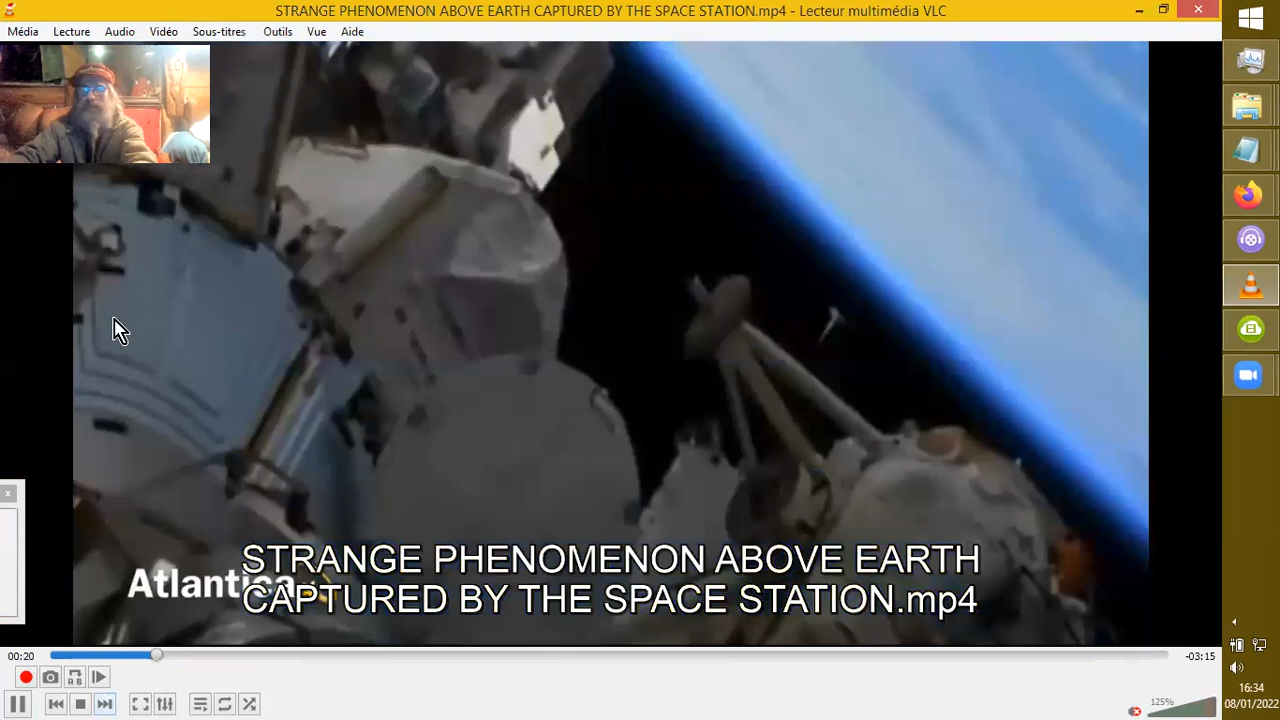 STRANGE PHENOMENON ABOVE EARTH CAPTURED BY THE SPACE STATION.mp4 - Lecteur multimédia VLC
Média Lecture Audio Vidéo Sous-titres Outils Vue Aide
STRANGE PHENOMENON ABOVE EARTH
Atlantica
CAPTURED BY THE SPACE STATION.mp4
00:20
-03:15
125%
16:34
08/01/2022